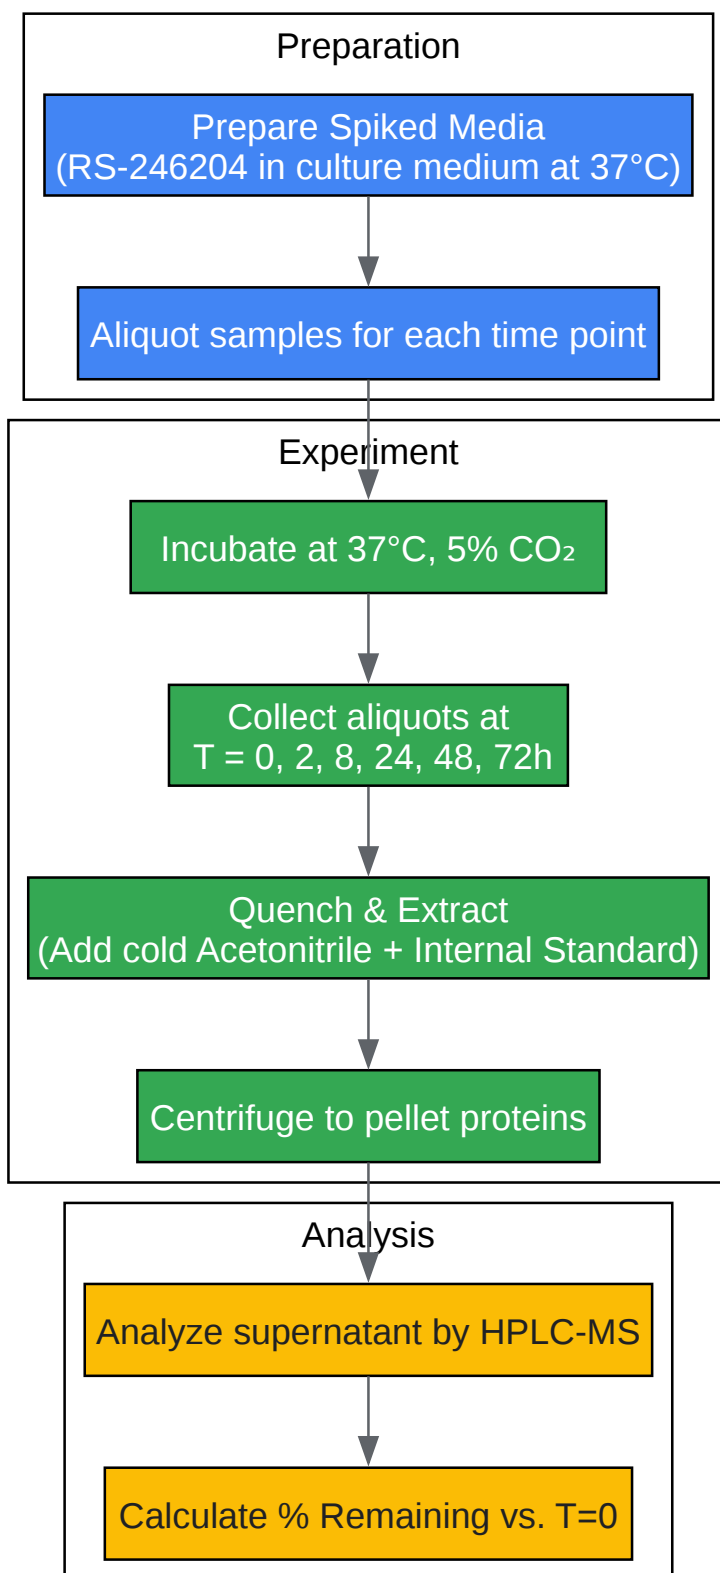 Preparation
Prepare Spiked Media
(RS-246204 in culture medium at 37°C)
Aliquot samples for each time point
Experiment
Incubate at 37°C, 5% CO₂
Collect aliquots at
T = 0, 2, 8, 24, 48, 72h
Quench & Extract
(Add cold Acetonitrile + Internal Standard)
Centrifuge to pellet proteins
Analysis
Analyze supernatant by HPLC-MS
Calculate % Remaining vs. T=0